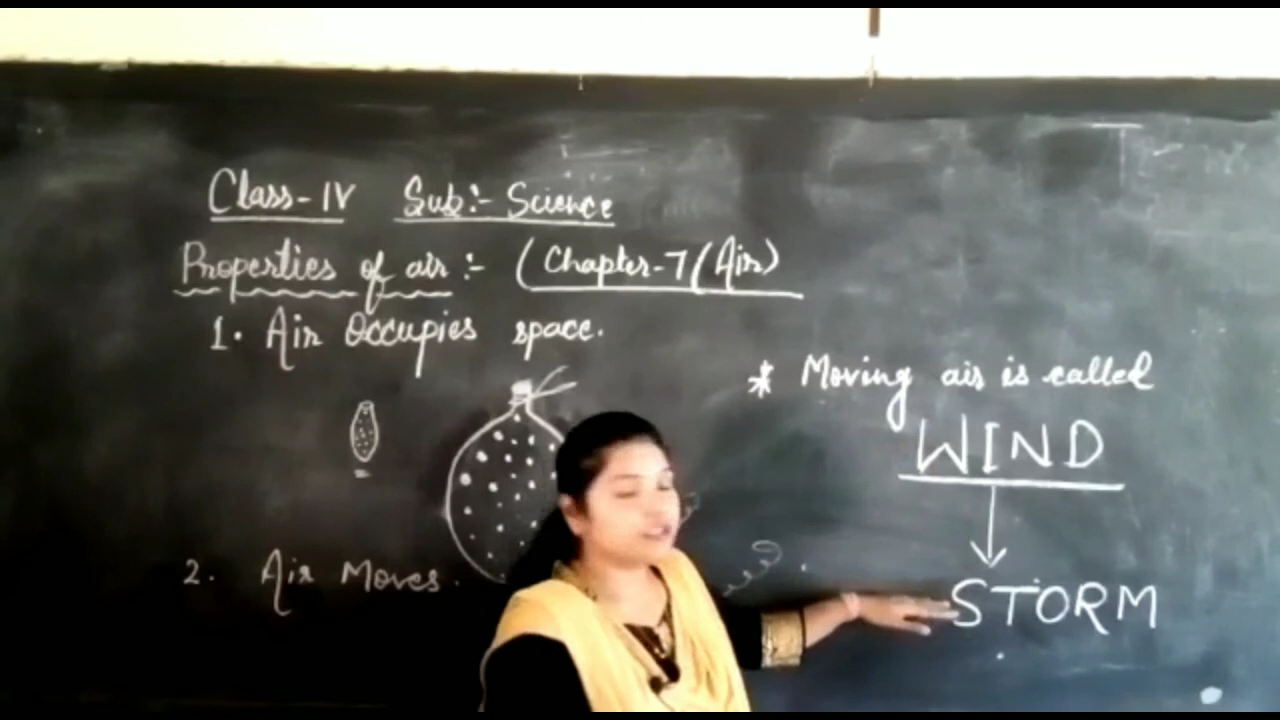 Class-IV Sub:- Science
Properties of air:- (Chapter-7 (Air)
1. Air Occupies space.
* Moving air is called
WIND
STORM
2. Air Moves.